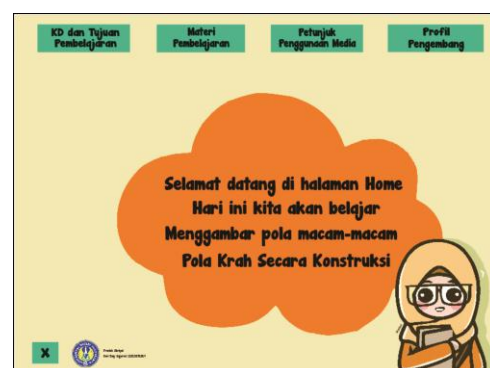 KD dan Tujuan
Pembelajaran
Materi
Pembelajaran
Petunjuk
Penggunaan Media
Profil
Pengembang
Selamat datang di halaman Home
Hari ini kita akan belajar
Menggambar pola macam-macam
Pola Krah Secara Konstruksi
X